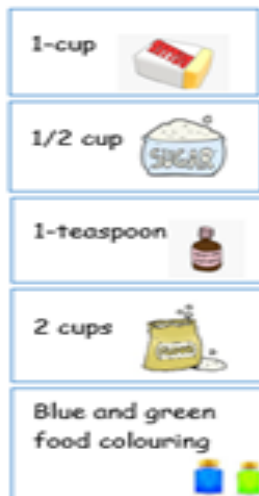 1-cup
1/2 cup
SUGAR
1-teaspoon
2 cups
Blue and green
food colouring